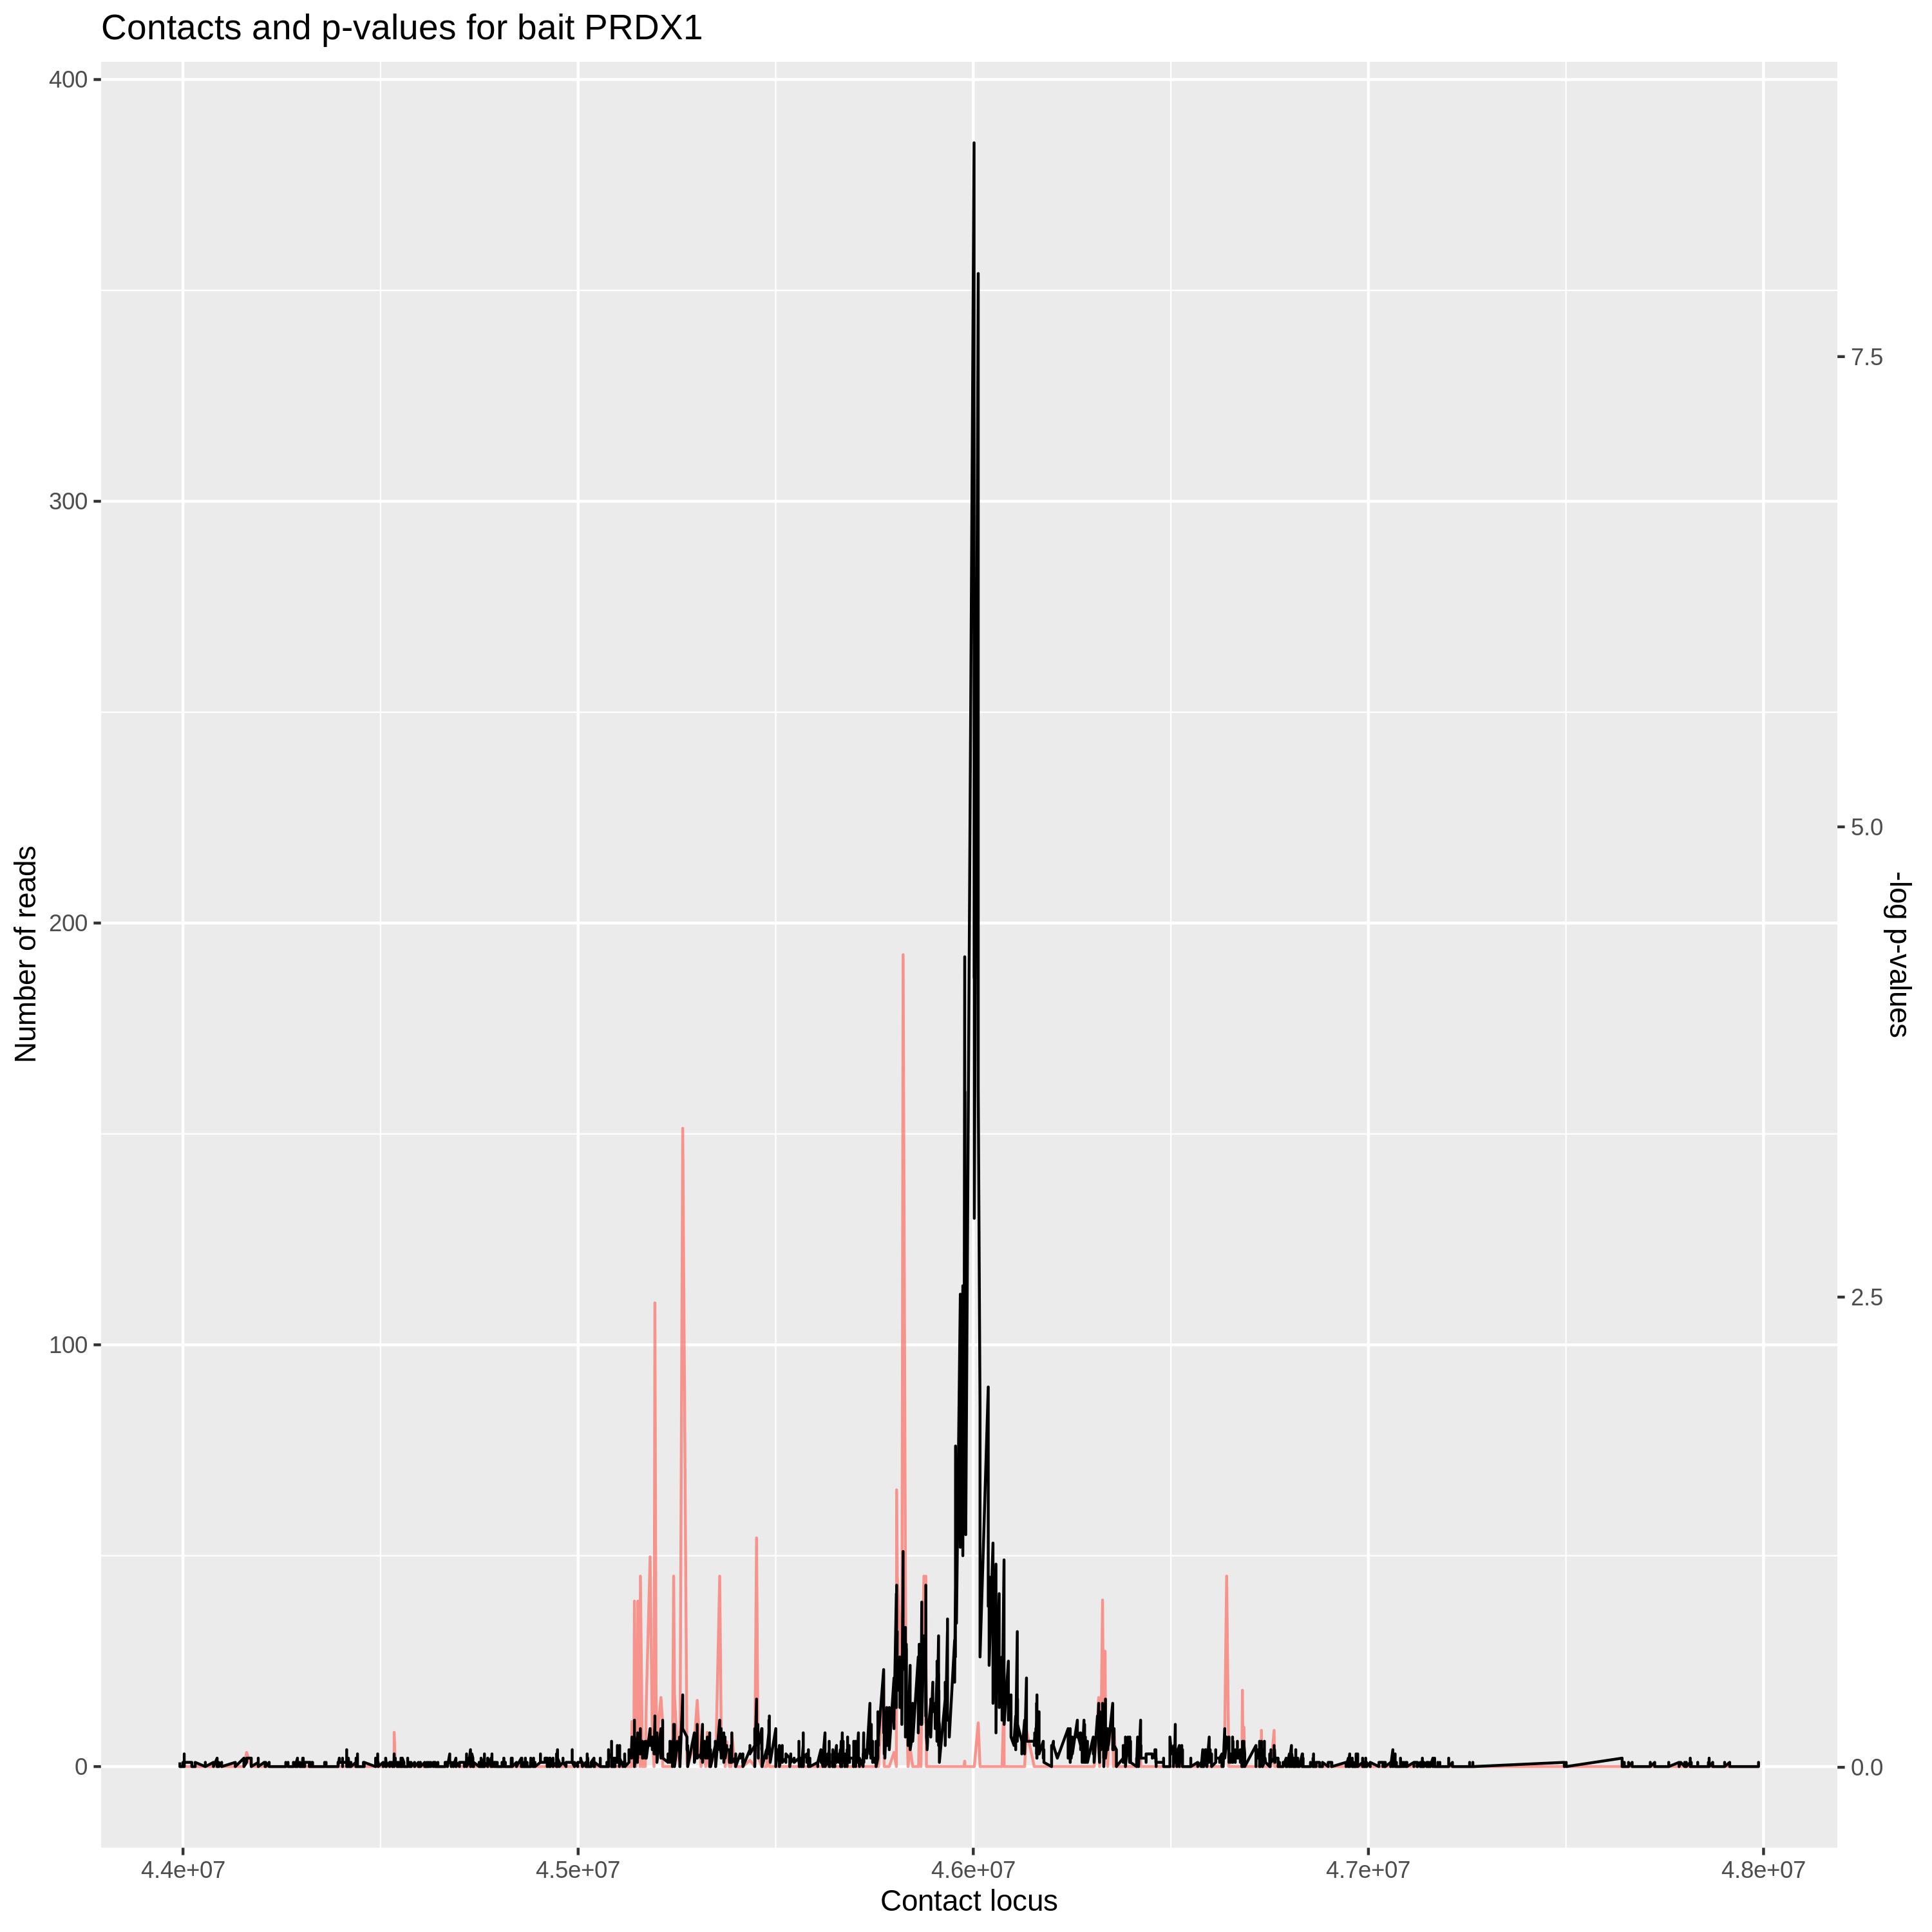 Contacts and p-values for bait PRDX1
400
300
200
100
0
Number of reads
7.5
5.0
2.5
0.0
-log p-values
4.4e+07 4.5e+07 4.6e+07 4.7e+07 4.8e+07
Contact locus